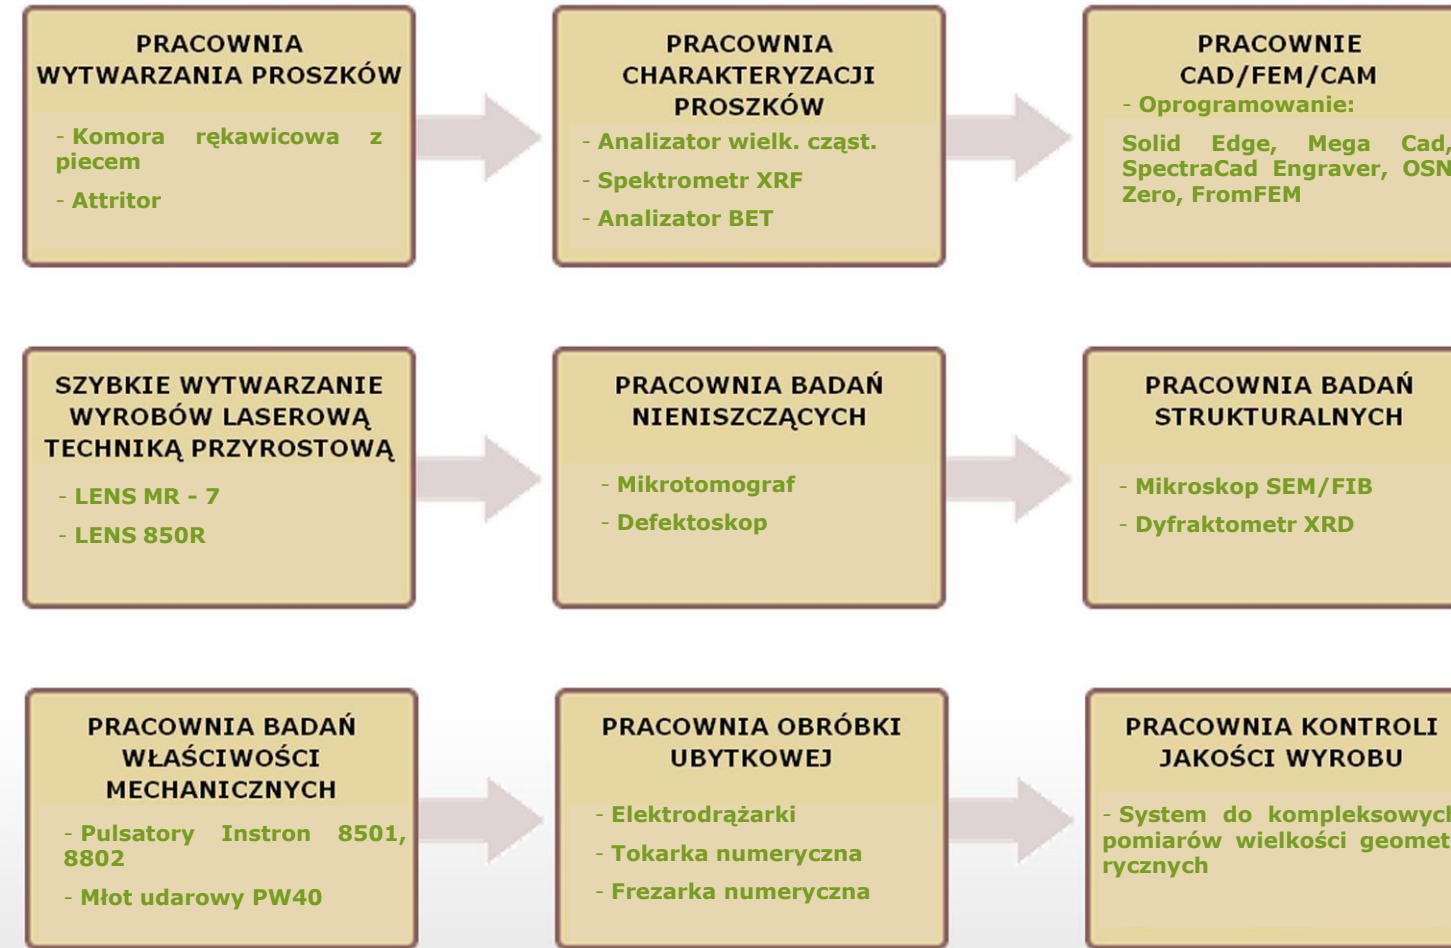 PRACOWNIA
WYTWARZANIA PROSZKÓW
- Komora rękawicowa z
piecem
- Attritor
PRACOWNIA
CHARAKTERYZACJI
PROSZKÓW
- Analizator wielk. cząst.
- Spektrometr XRF
- Analizator BET
PRACOWNIE
CAD/FEM/CAM
- Oprogramowanie:
Solid Edge, Mega Cad,
SpectraCad Engraver, OSN
Zero, FromFEM
SZYBKIE WYTWARZANIE
WYROBÓW LASEROWĄ
TECHNIKĄ PRZYROSTOWĄ
- LENS MR - 7
- LENS 850R
PRACOWNIA BADAŃ
NIENISZCZĄCYCH
- Mikrotomograf
- Defektoskop
PRACOWNIA BADAŃ
STRUKTURALNYCH
- Mikroskop SEM/FIB
- Dyfraktometr XRD
PRACOWNIA BADAŃ
WŁAŚCIWOŚCI
MECHANICZNYCH
- Pulsatory Instron 8501,
8802
- Młot udarowy PW40
PRACOWNIA OBRÓBKI
UBYTKOWEJ
- Elektrodrążarki
- Tokarka numeryczna
- Frezarka numeryczna
PRACOWNIA KONTROLI
JAKOŚCI WYROBU
- System do kompleksowych
pomiarów wielkości geomet
rycznych